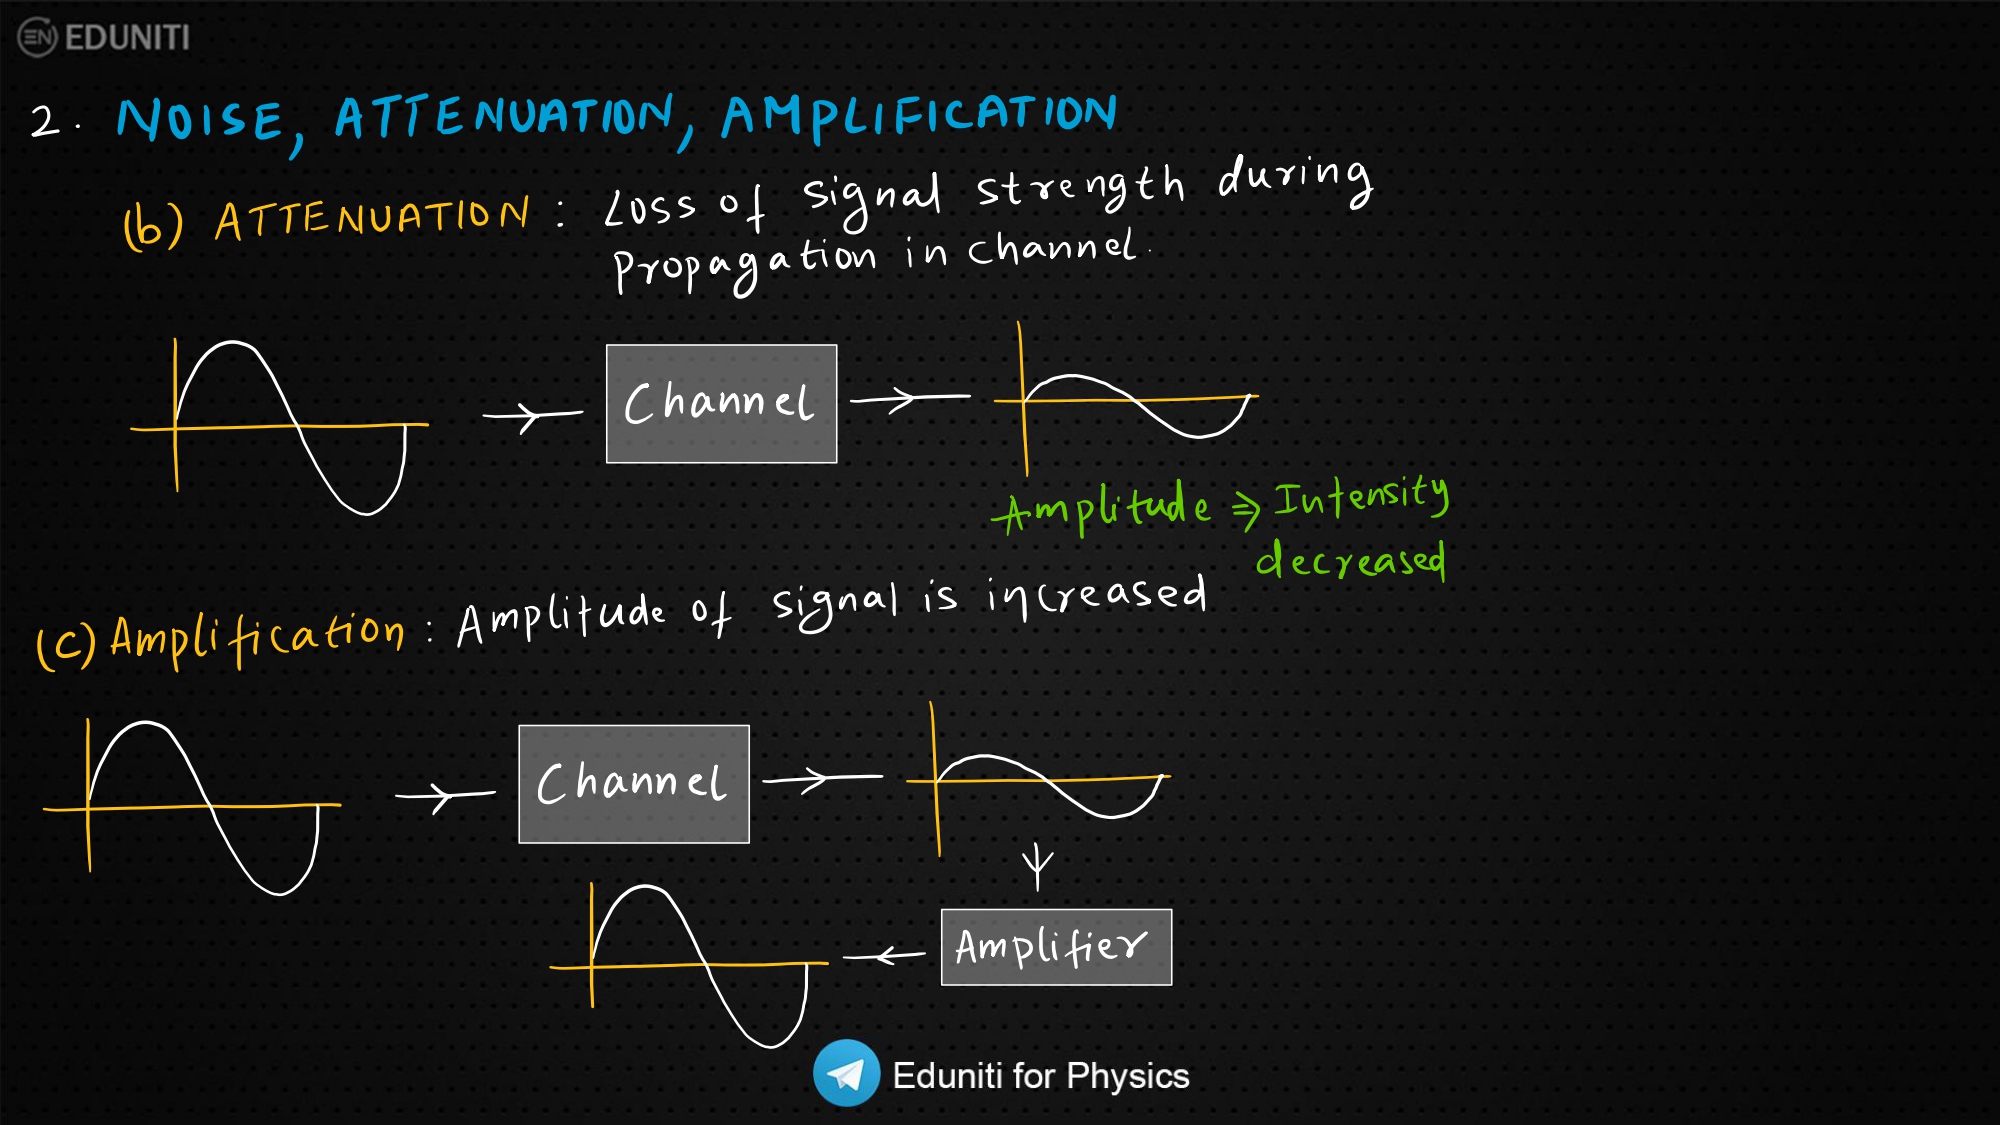 EN EDUNITI
2. NOISE, ATTENUATION, AMPLIFICATION
(b) ATTENUATION : Loss of signal strength during
Propagation in channel.
Channel
Amplitude ⇒ Intensity
decreased
(c) Amplification : Amplitude of signal is increased
Channel
Amplifier
Eduniti for Physics